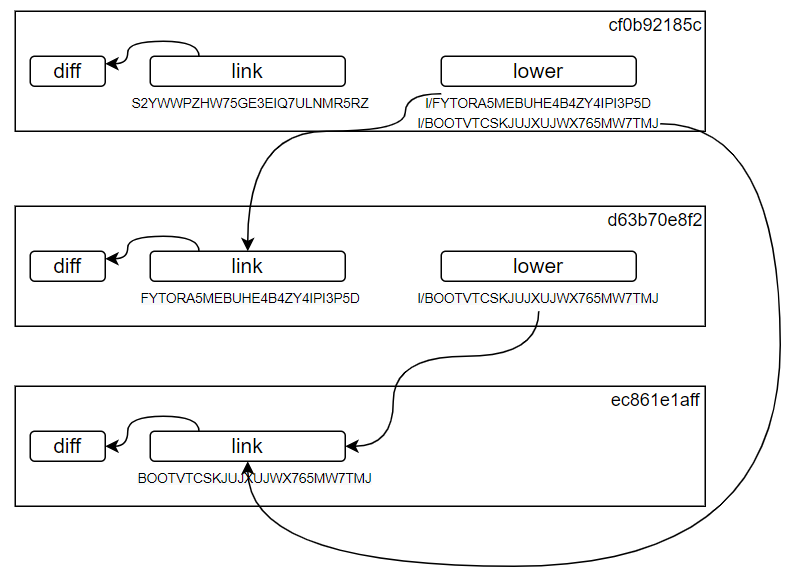 cf0b92185c
diff link lower
S2YWWPZHW75GE3EIQ7ULNMR5RZ I/FYTORA5MEBUHE4B4ZY4IPI3P5D
I/BOOTVTCSKJUJXUJWX765MW7TMJ
d63b70e8f2
diff link lower
FYTORA5MEBUHE4B4ZY4IPI3P5D I/BOOTVTCSKJUJXUJWX765MW7TMJ
ec861e1aff
diff link
BOOTVTCSKJUJXUJWX765MW7TMJ